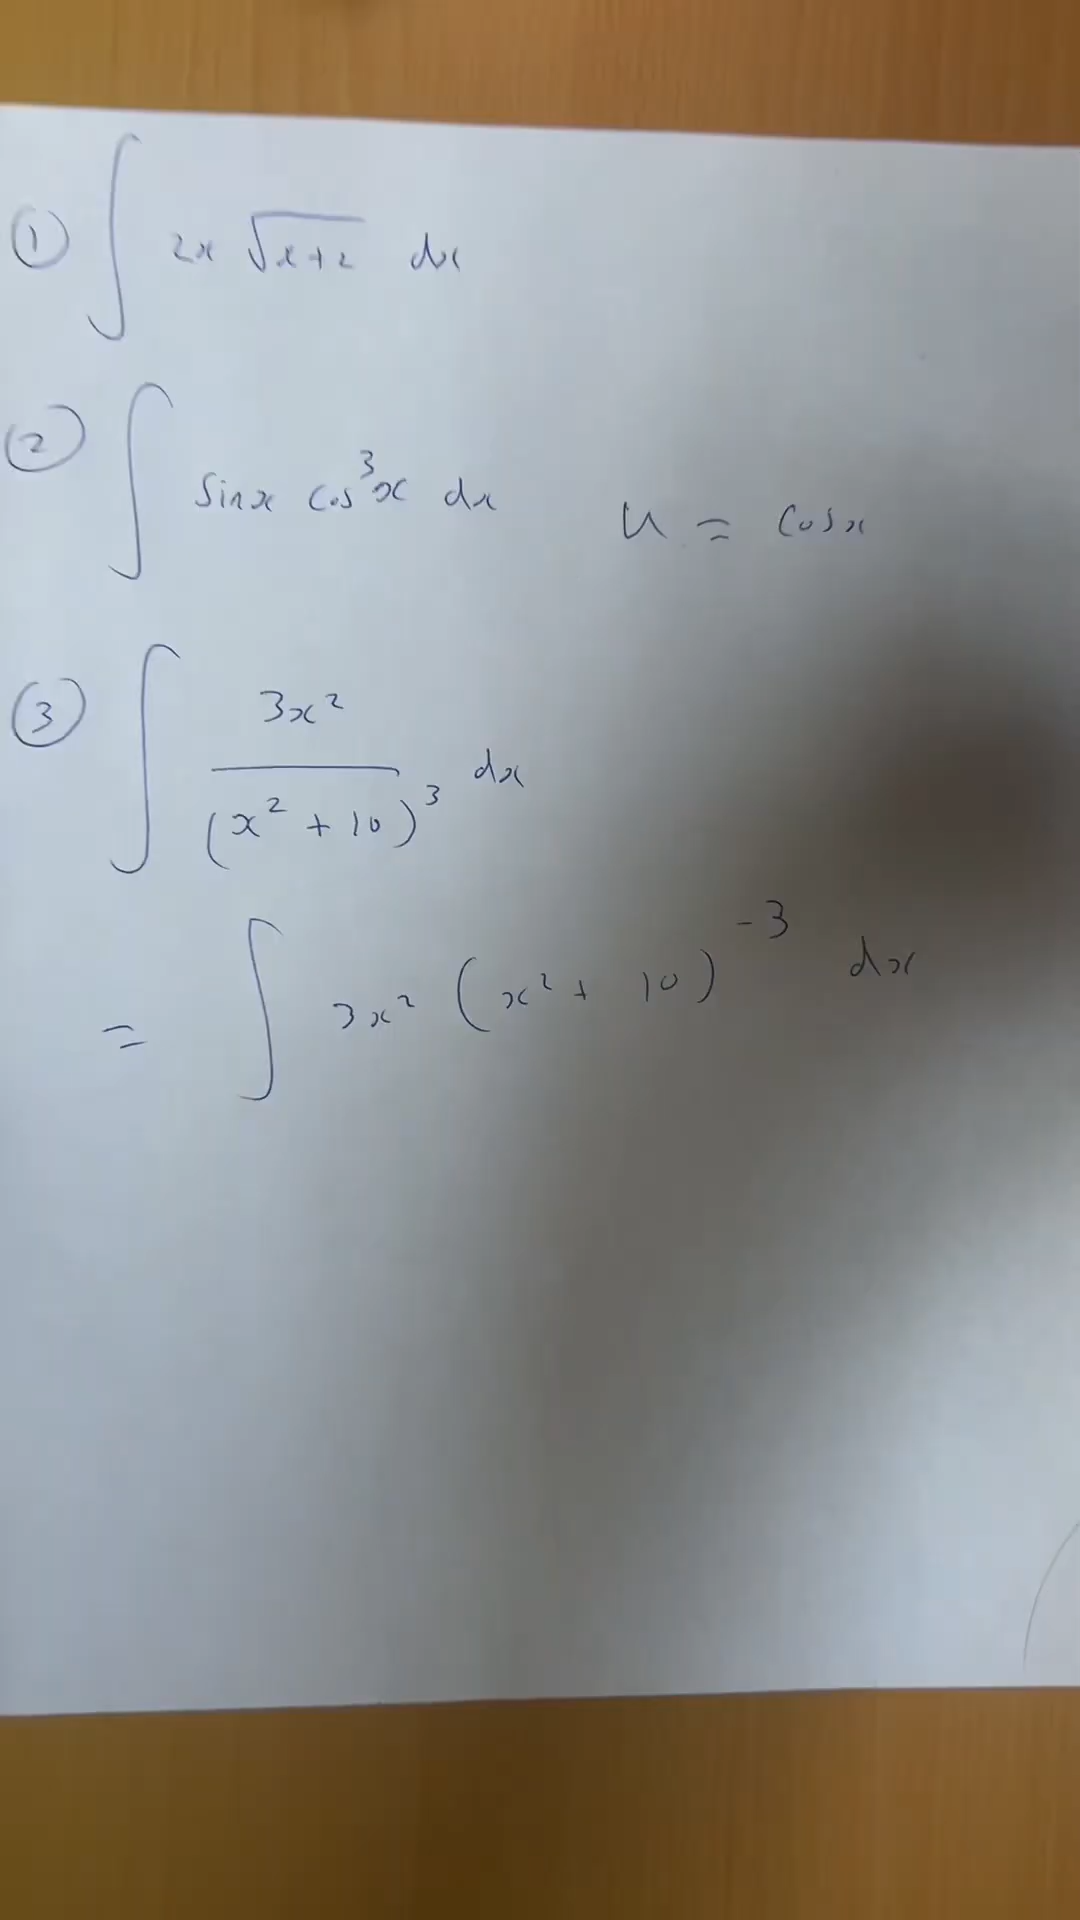 ① ∫ 2x √(x+2) dx
② ∫ sinx cos³x dx    u = cosx
③ ∫ 3x² / (x² + 10)³ dx
= ∫ 3x² (x² + 10)⁻³ dx